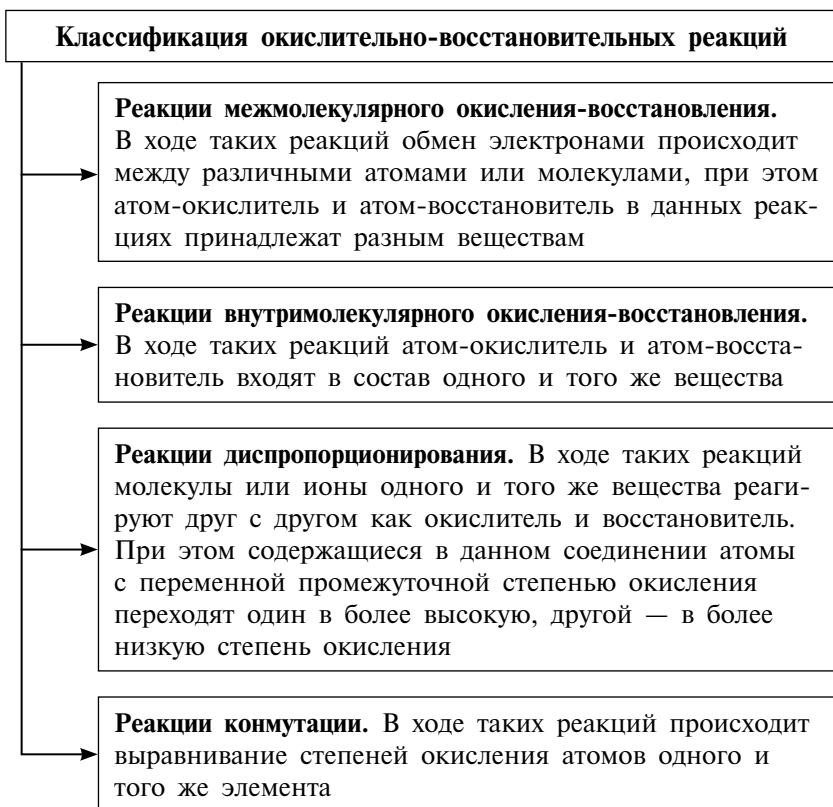 Классификация окислительно-восстановительных реакций
Реакции межмолекулярного окисления-восстановления.
В ходе таких реакций обмен электронами происходит
между различными атомами или молекулами, при этом
атом-окислитель и атом-восстановитель в данных реак-
циях принадлежат разным веществам
Реакции внутримолекулярного окисления-восстановления.
В ходе таких реакций атом-окислитель и атом-восста-
новитель входят в состав одного и того же вещества
Реакции диспропорционирования. В ходе таких реакций
молекулы или ионы одного и того же вещества реаги-
руют друг с другом как окислитель и восстановитель.
При этом содержащиеся в данном соединении атомы
с переменной промежуточной степенью окисления
переходят один в более высокую, другой — в более
низкую степень окисления
Реакции конмутации. В ходе таких реакций происходит
выравнивание степеней окисления атомов одного и
того же элемента